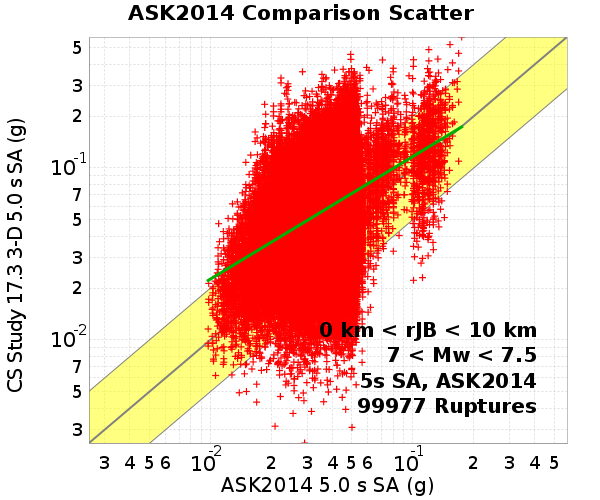 ASK2014 Comparison Scatter
CS Study 17.3 3-D 5.0 s SA (g)
5
3
2
10^-1
7
5
3
2
10^-2
7
5
3
0 km < rJB < 10 km
7 < Mw < 7.5
5s SA, ASK2014
99977 Ruptures
3 4 5 6 10^-2 2 3 4 5 6 10^-1 2 3 4 5
ASK2014 5.0 s SA (g)